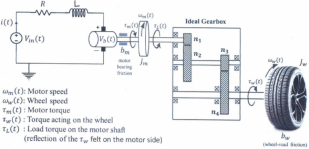 R
L
i(t)
V_in(t)
V_b(t)
τ_m(t)
ω_m(t)
τ_L(t)
b_m
motor
bearing
friction
J_m
Ideal Gearbox
n_1
n_2
n_3
n_4
τ_w(t)
ω_w(t)
J_w
b_w
(wheel-road friction)
ω_m(t): Motor speed
ω_w(t): Wheel speed
τ_m(t): Motor torque
τ_w(t): Torque acting on the wheel
τ_L(t) : Load torque on the motor shaft
(reflection of the τ_w felt on the motor side)